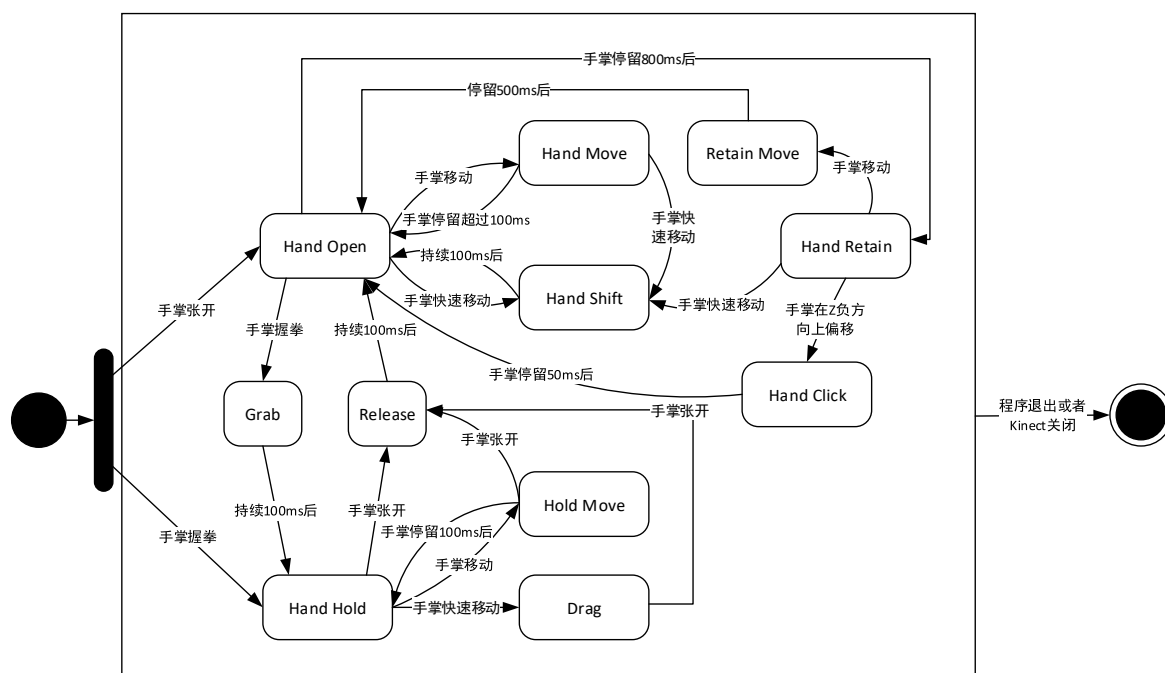 手掌停留800ms后
停留500ms后
Hand Move
Retain Move
手掌移动
手掌移动
手掌停留超过100ms
手掌快
速移动
Hand Open
Hand Retain
持续100ms后
Hand Shift
手掌快速移动
手掌快速移动
手掌张开
手掌在Z负方
向上偏移
手掌握拳
持续100ms后
手掌停留50ms后
Hand Click
Grab
Release
手掌张开
程序退出或者
Kinect关闭
手掌张开
Hold Move
持续100ms后
手掌张开
手掌停留100ms后
手掌握拳
手掌移动
Hand Hold
手掌快速移动
Drag